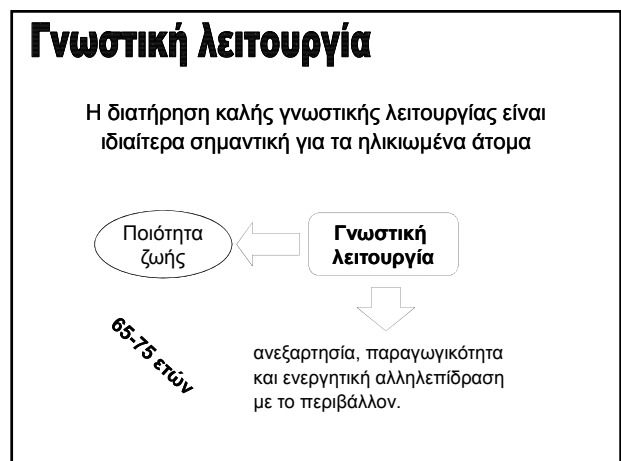 Γνωστική λειτουργία
Η διατήρηση καλής γνωστικής λειτουργίας είναι
ιδιαίτερα σημαντική για τα ηλικιωμένα άτομα
Ποιότητα
ζωής
Γνωστική
λειτουργία
65-75 ετών
ανεξαρτησία, παραγωγικότητα
και ενεργητική αλληλεπίδραση
με το περιβάλλον.